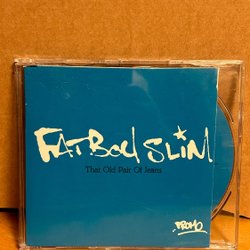 FATBOY SLIM
That Old Pair Of Jeans
PROMO